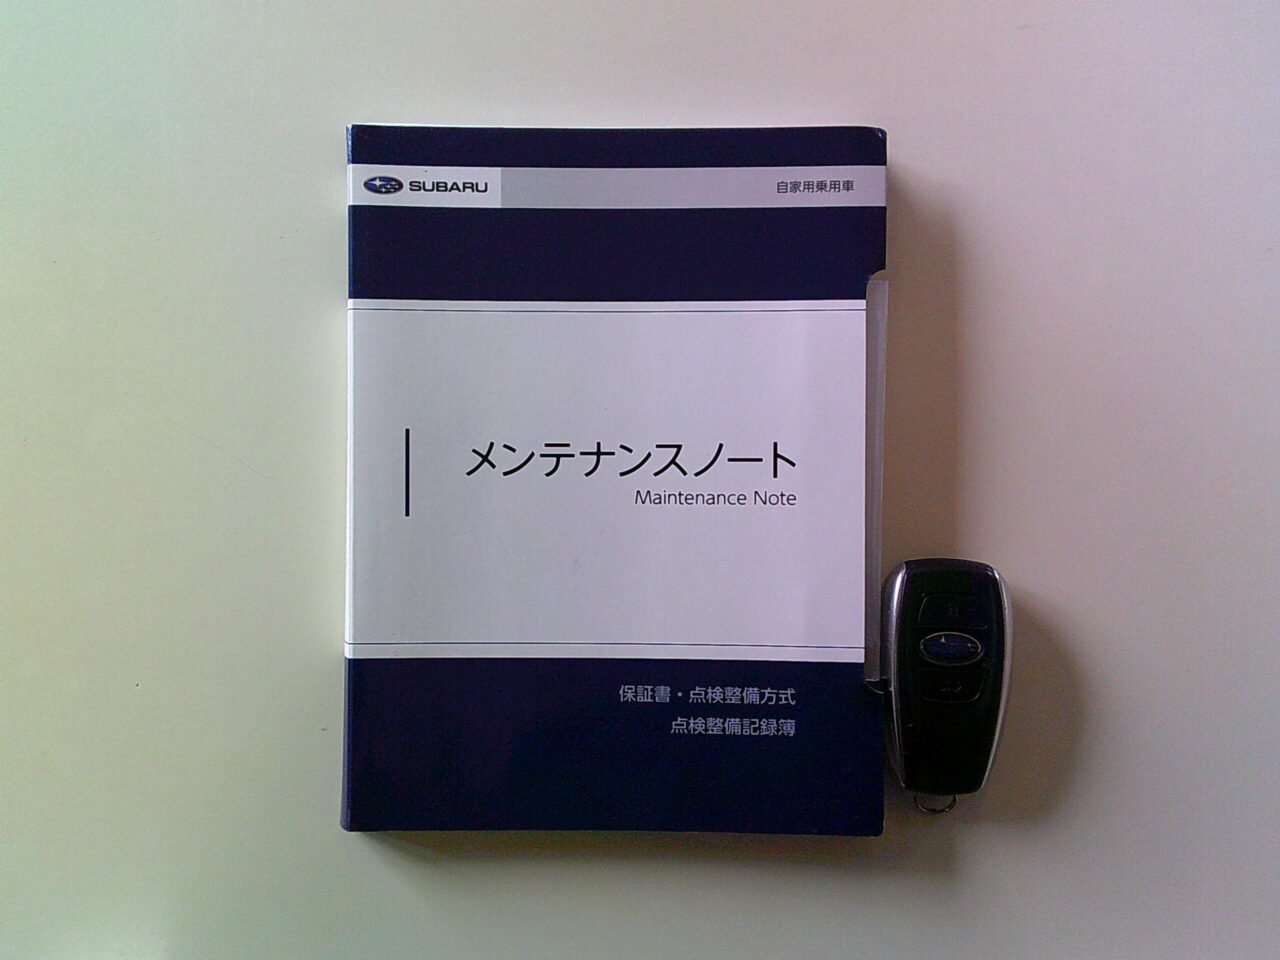 SUBARU
自家用乗用車
メンテナンスノート
Maintenance Note
保証書・点検整備方式
点検整備記録簿